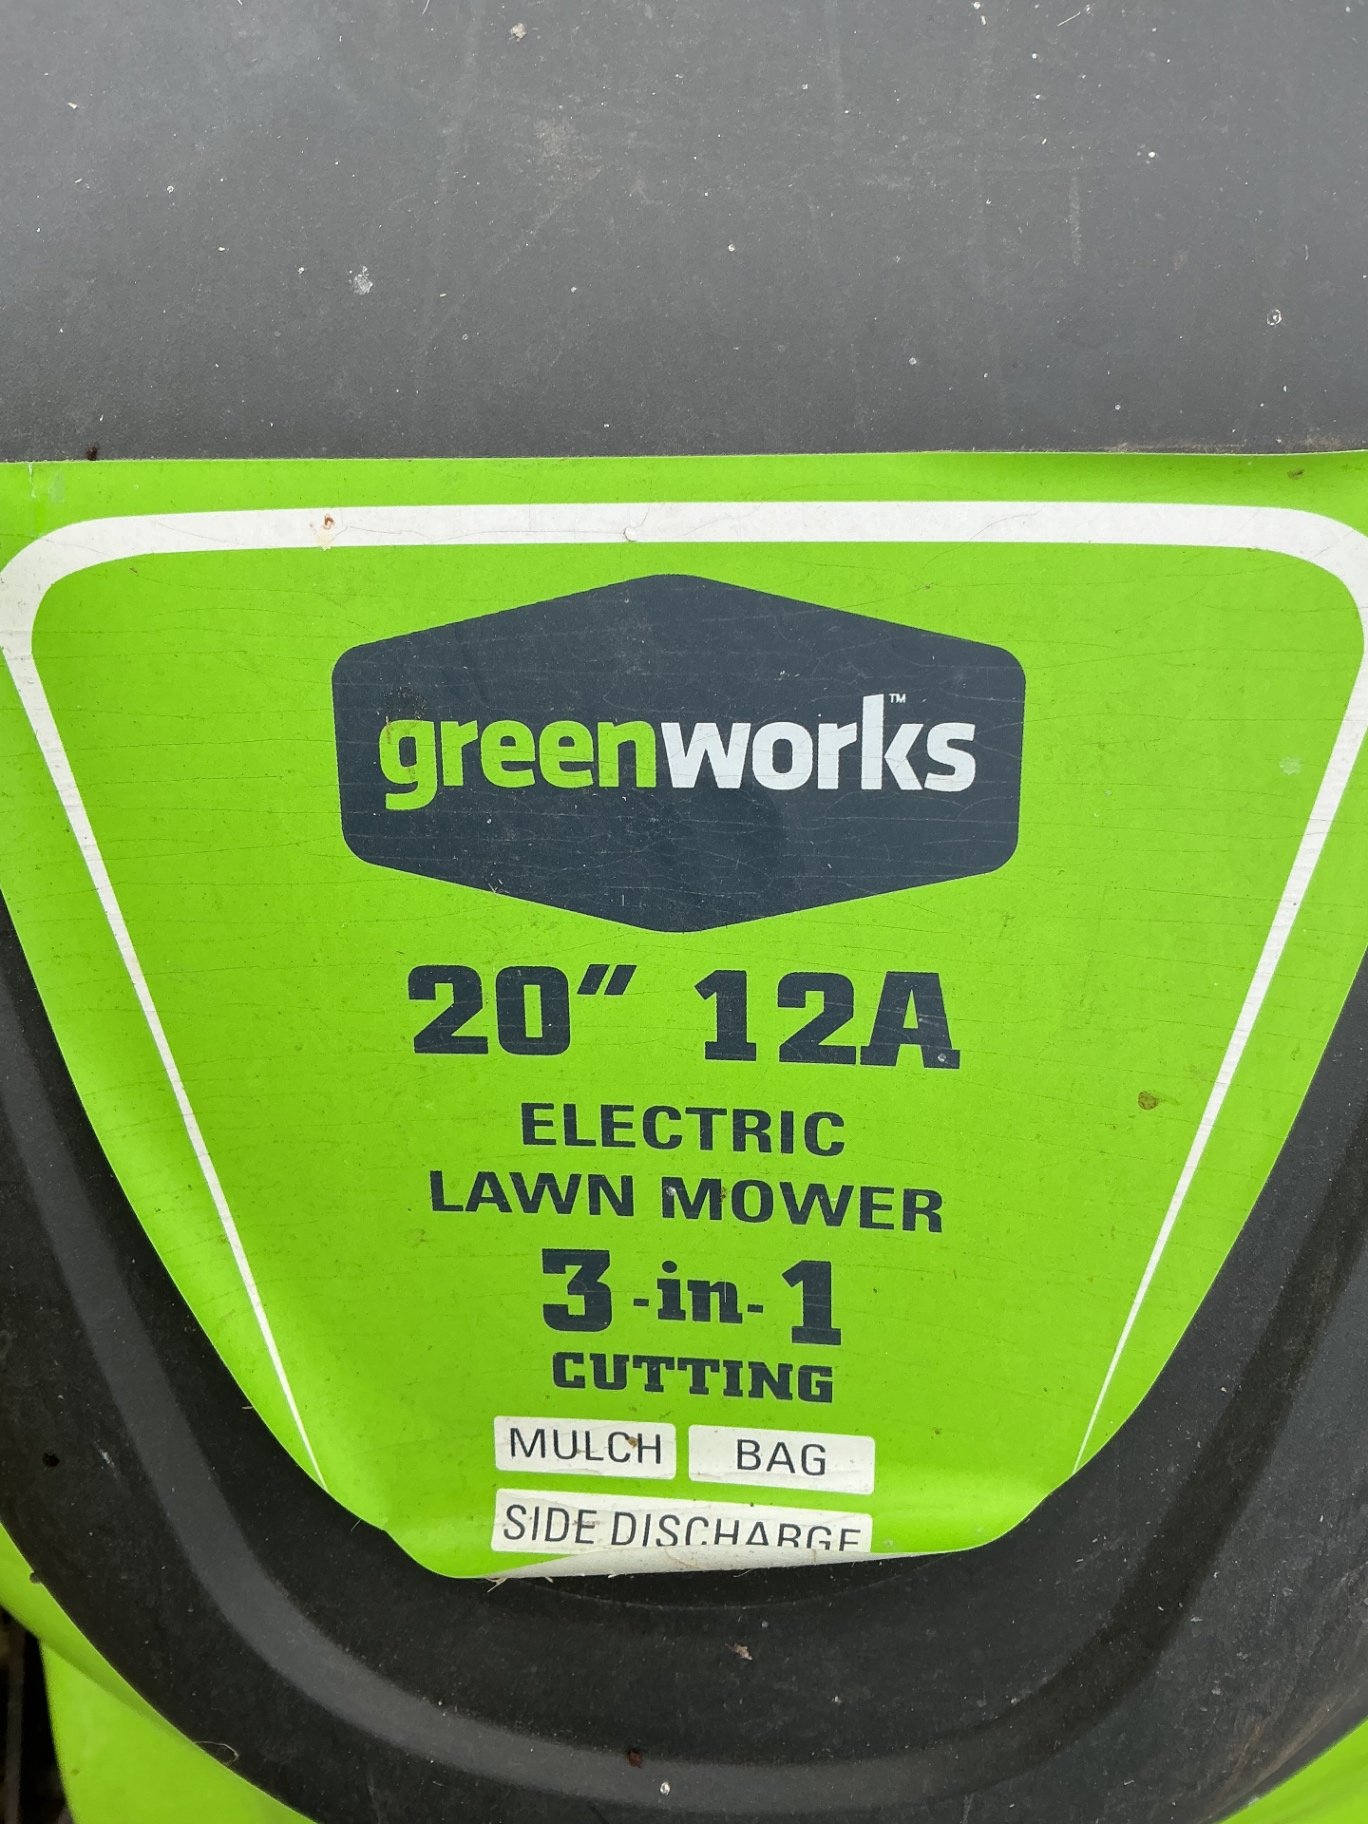 greenworks™
20" 12A
ELECTRIC
LAWN MOWER
3-in-1
CUTTING
MULCH BAG
SIDE DISCHARGE